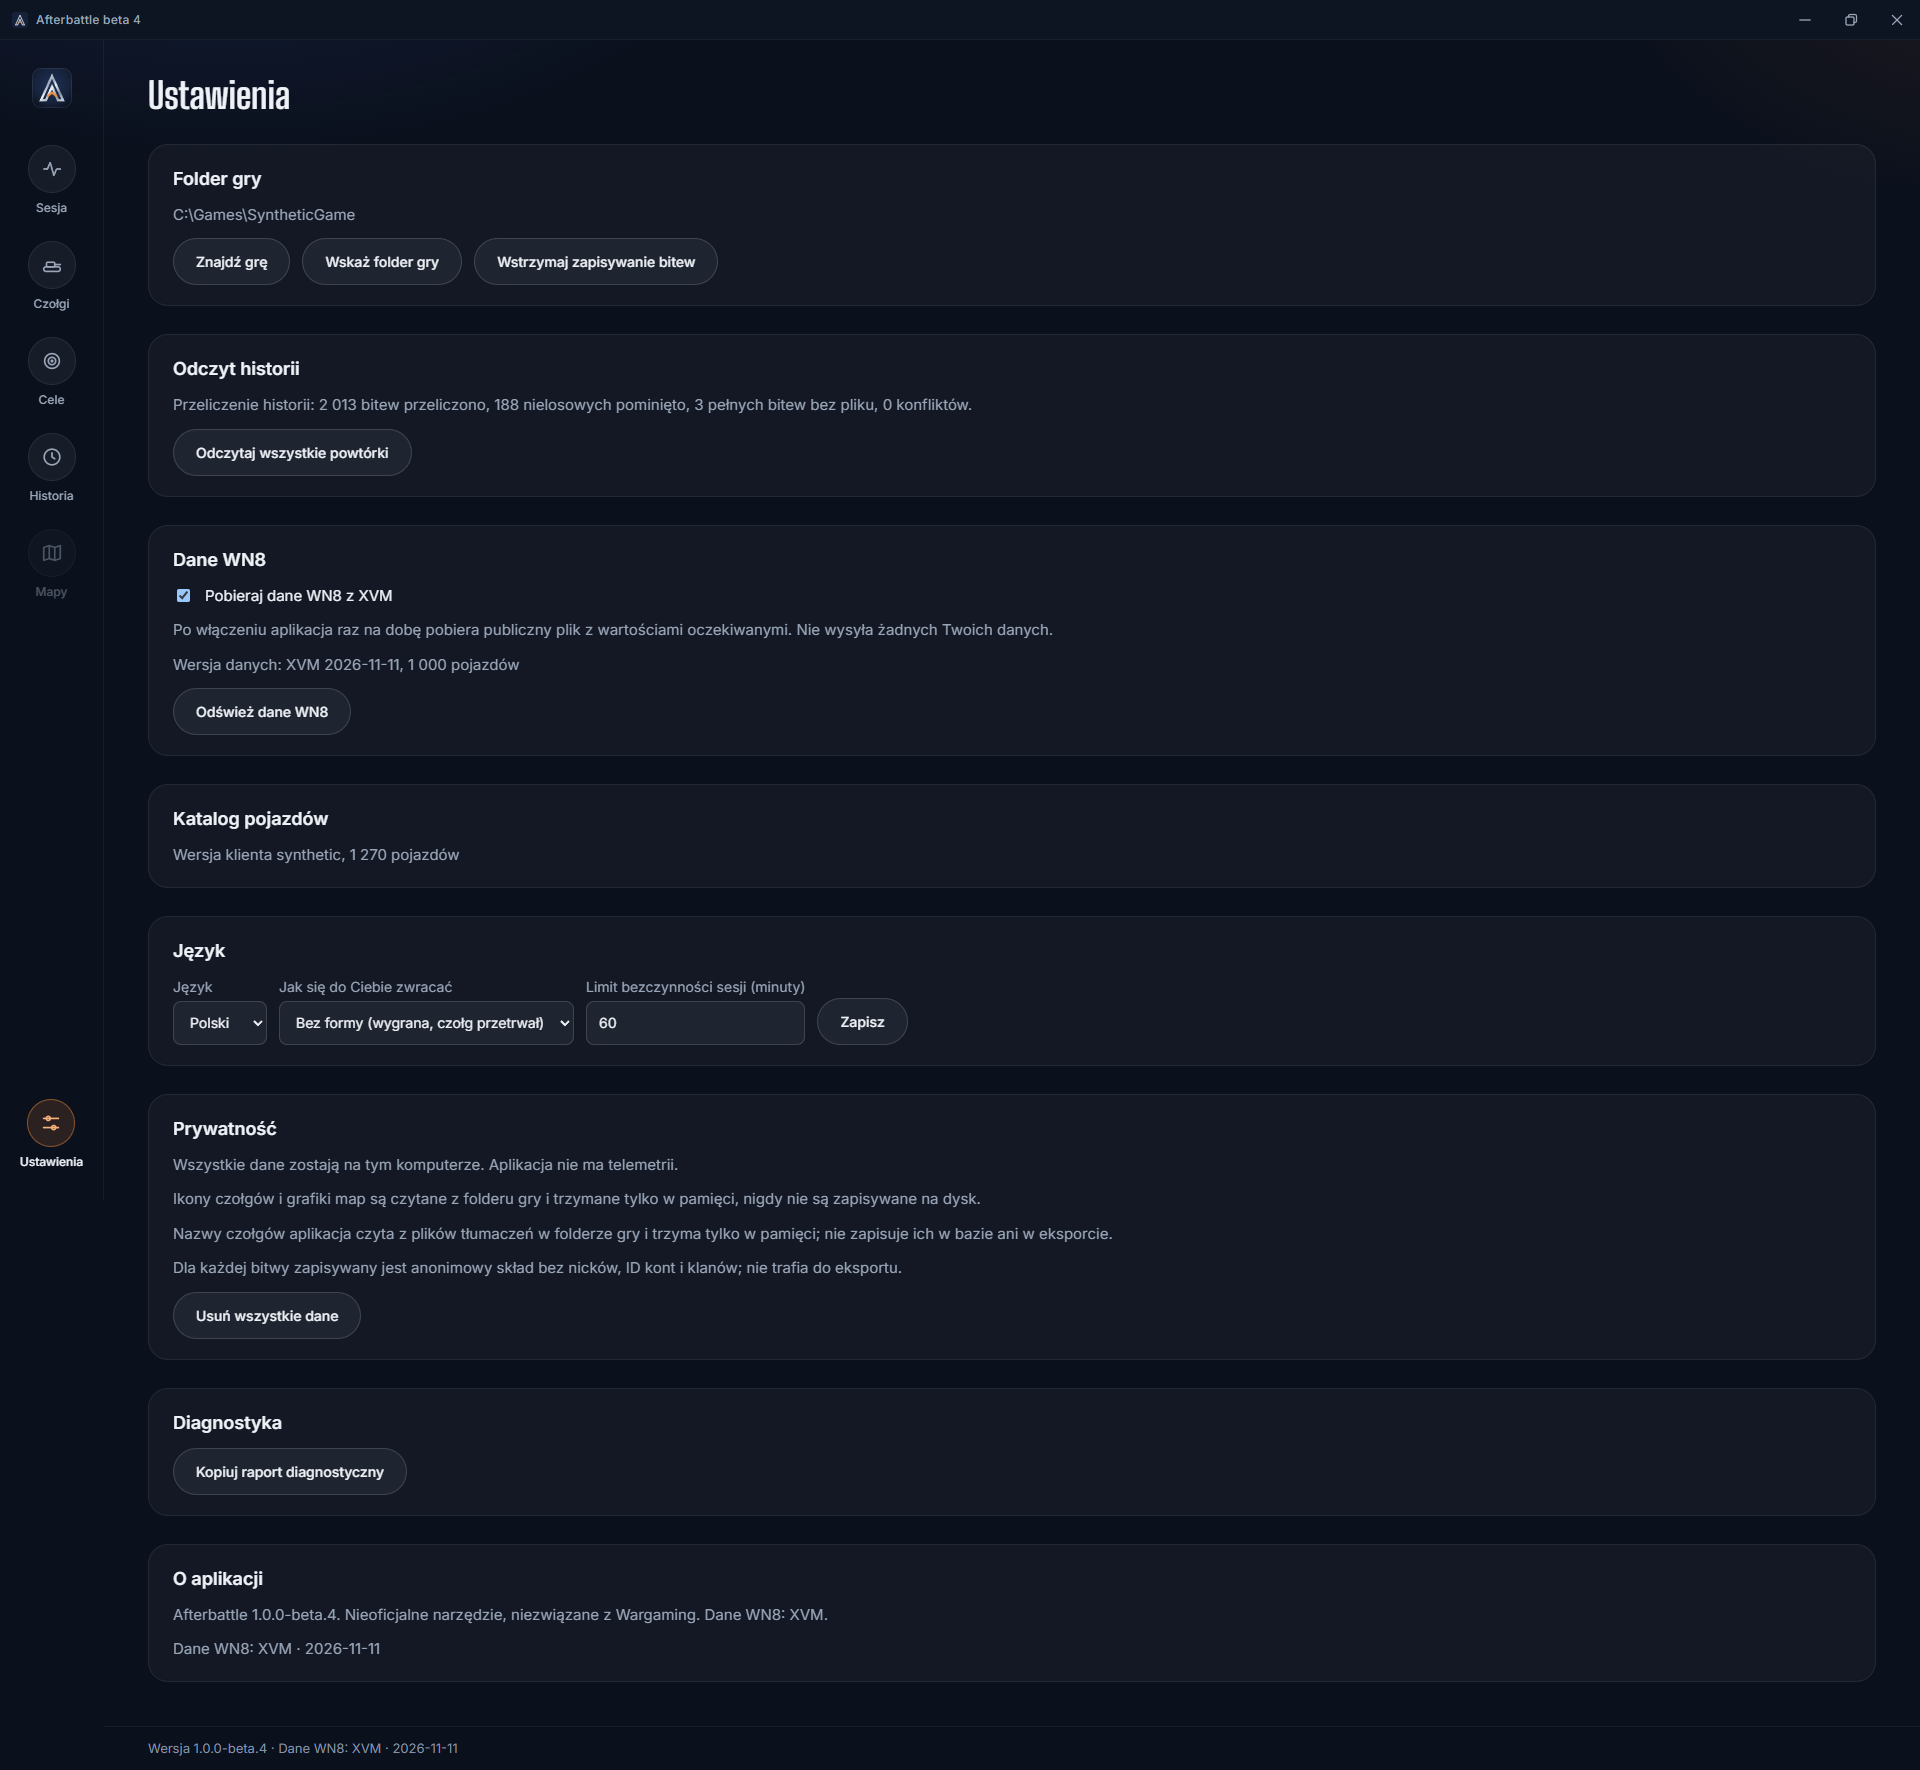 Afterbattle beta 4
Ustawienia
Sesja
Czołgi
Cele
Historia
Mapy
Ustawienia
Folder gry
C:\Games\SyntheticGame
Znajdź grę
Wskaż folder gry
Wstrzymaj zapisywanie bitew
Odczyt historii
Przeliczenie historii: 2 013 bitew przeliczono, 188 nielosowych pominięto, 3 pełnych bitew bez pliku, 0 konfliktów.
Odczytaj wszystkie powtórki
Dane WN8
Pobieraj dane WN8 z XVM
Po włączeniu aplikacja raz na dobę pobiera publiczny plik z wartościami oczekiwanymi. Nie wysyła żadnych Twoich danych.
Wersja danych: XVM 2026-11-11, 1 000 pojazdów
Odśwież dane WN8
Katalog pojazdów
Wersja klienta synthetic, 1 270 pojazdów
Język
Język
Jak się do Ciebie zwracać
Limit bezczynności sesji (minuty)
Polski
Bez formy (wygrana, czołg przetrwał)
60
Zapisz
Prywatność
Wszystkie dane zostają na tym komputerze. Aplikacja nie ma telemetrii.
Ikony czołgów i grafiki map są czytane z folderu gry i trzymane tylko w pamięci, nigdy nie są zapisywane na dysk.
Nazwy czołgów aplikacja czyta z plików tłumaczeń w folderze gry i trzyma tylko w pamięci; nie zapisuje ich w bazie ani w eksporcie.
Dla każdej bitwy zapisywany jest anonimowy skład bez nicków, ID kont i klanów; nie trafia do eksportu.
Usuń wszystkie dane
Diagnostyka
Kopiuj raport diagnostyczny
O aplikacji
Afterbattle 1.0.0-beta.4. Nieoficjalne narzędzie, niezwiązane z Wargaming. Dane WN8: XVM.
Dane WN8: XVM · 2026-11-11
Wersja 1.0.0-beta.4 · Dane WN8: XVM · 2026-11-11